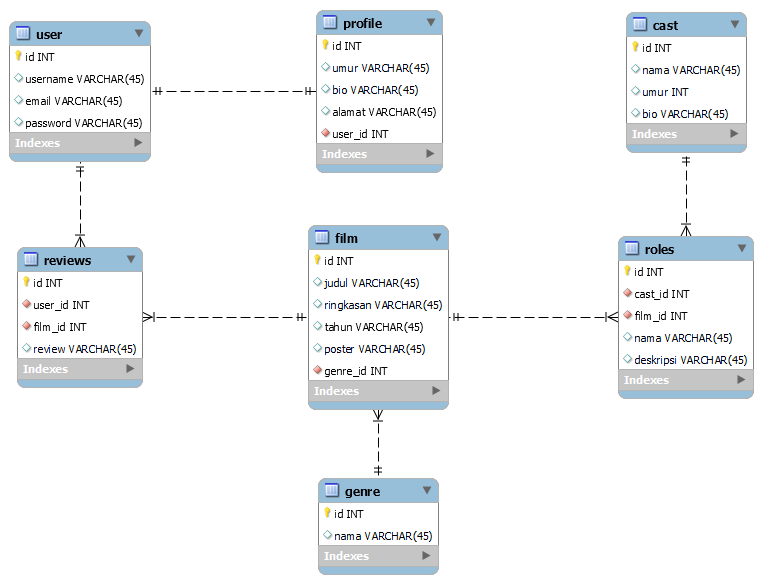 user
id INT
username VARCHAR(45)
email VARCHAR(45)
password VARCHAR(45)
Indexes
profile
id INT
umur VARCHAR(45)
bio VARCHAR(45)
alamat VARCHAR(45)
user_id INT
Indexes
cast
id INT
nama VARCHAR(45)
umur INT
bio VARCHAR(45)
Indexes
reviews
id INT
user_id INT
film_id INT
review VARCHAR(45)
Indexes
film
id INT
judul VARCHAR(45)
ringkasan VARCHAR(45)
tahun VARCHAR(45)
poster VARCHAR(45)
genre_id INT
Indexes
roles
id INT
cast_id INT
film_id INT
nama VARCHAR(45)
deskripsi VARCHAR(45)
Indexes
genre
id INT
nama VARCHAR(45)
Indexes